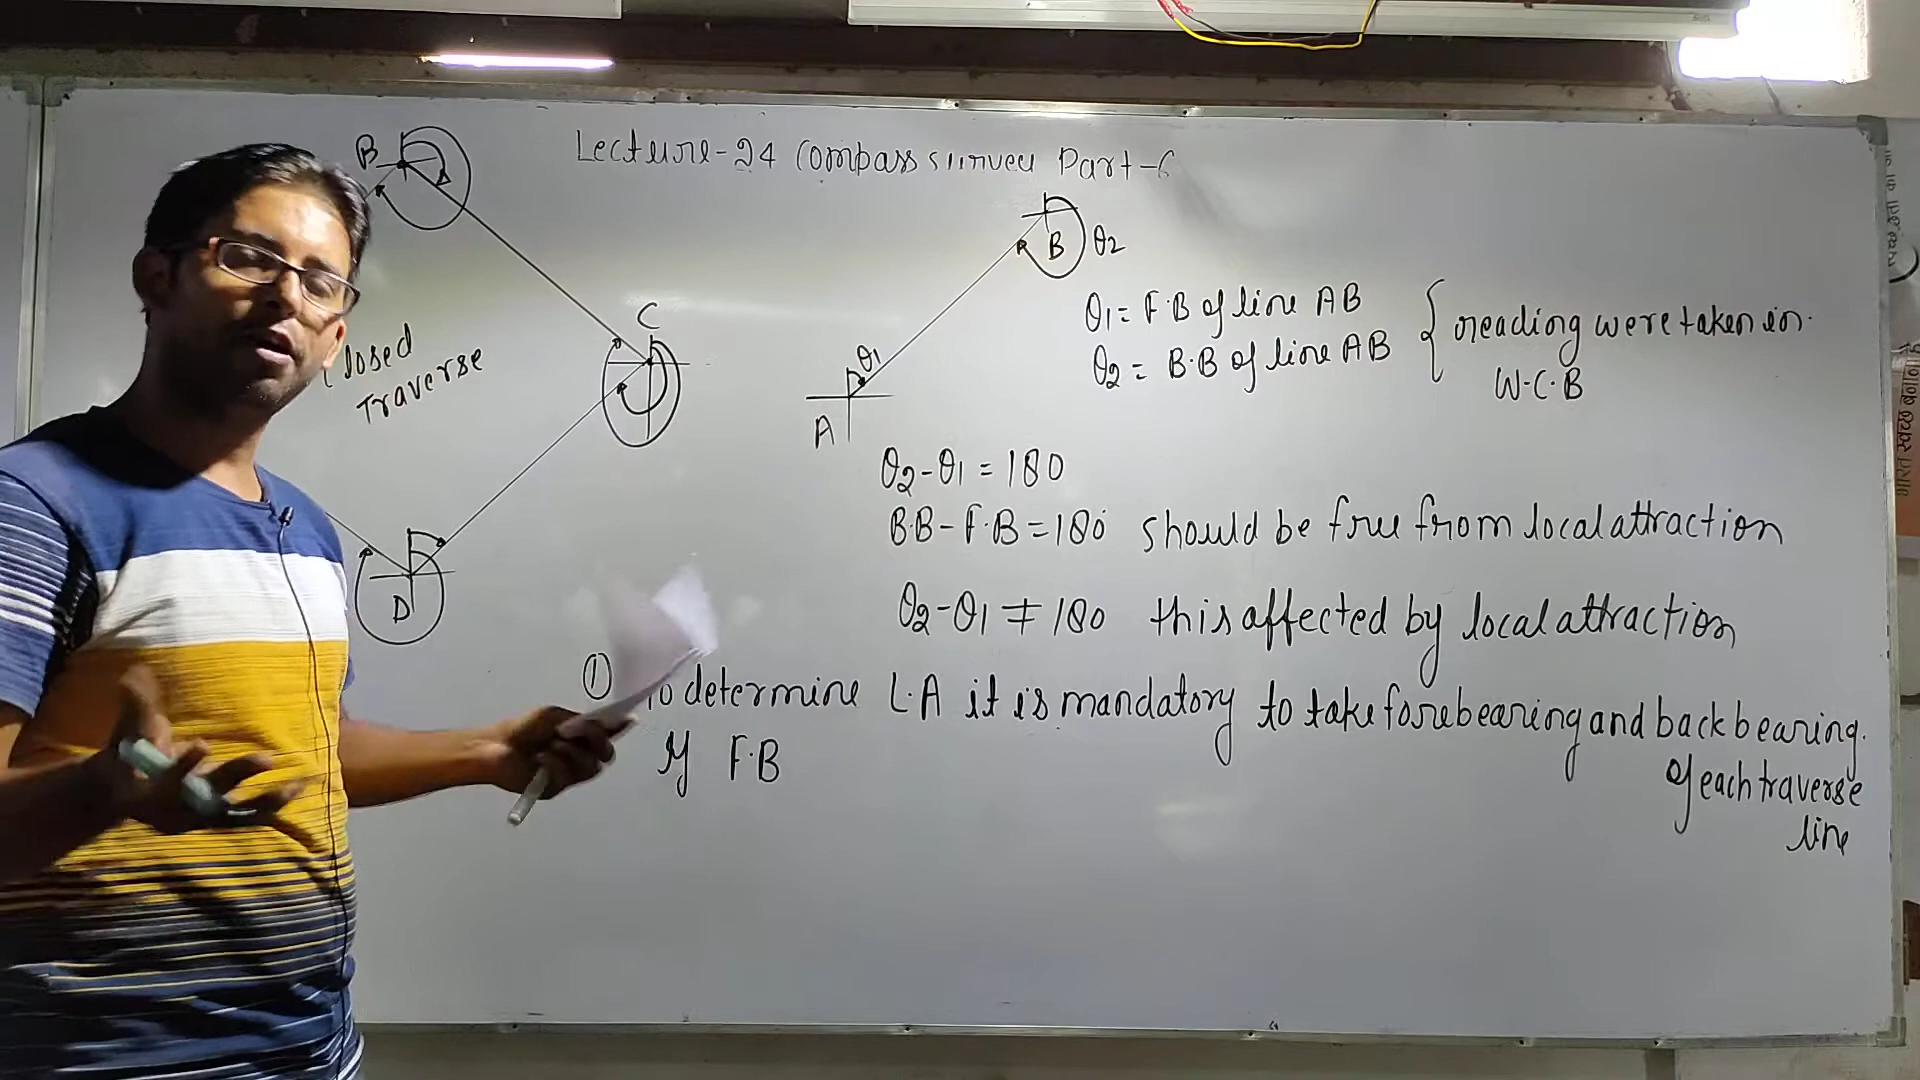 Lecture-24 Compass survey Part-6
B
C
Closed
Traverse
D
B
θ2
θ1
A
θ1 = F.B of line AB
θ2 = B.B of line AB
{ reading were taken in.
W.C.B
θ2-θ1 = 180
B.B-F.B=180 should be free from local attraction
θ2-θ1 ≠ 180 this affected by local attraction
① To determine L.A it is mandatory to take forebearing and back bearing.
of each traverse
line
If F.B